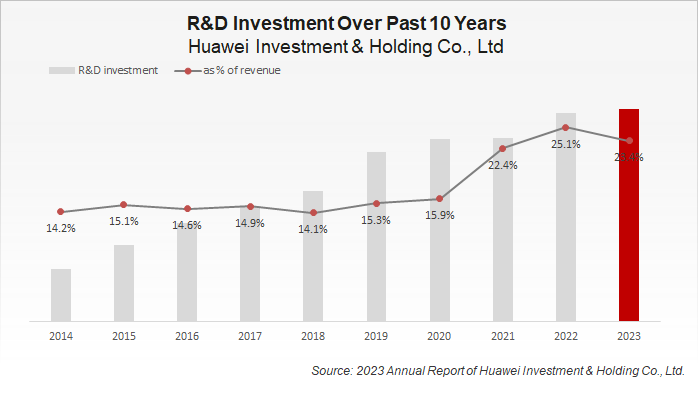 R&D Investment Over Past 10 Years
Huawei Investment & Holding Co., Ltd
R&D investment as % of revenue
14.2% 15.1% 14.6% 14.9% 14.1% 15.3% 15.9% 22.4% 25.1%
2014 2015 2016 2017 2018 2019 2020 2021 2022 2023
Source: 2023 Annual Report of Huawei Investment & Holding Co., Ltd.